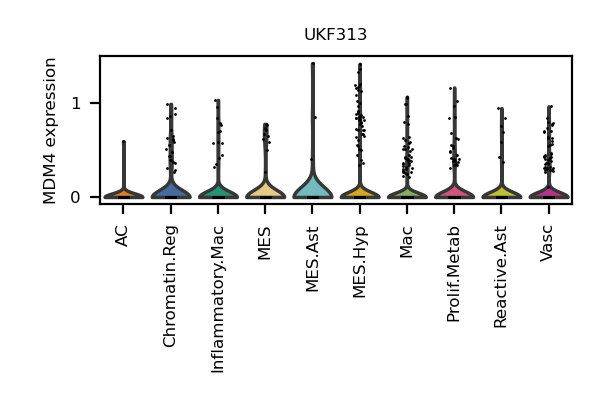 UKF313
MDM4 expression
1
0
AC
Chromatin.Reg
Inflammatory.Mac
MES
MES.Ast
MES.Hyp
Mac
Prolif.Metab
Reactive.Ast
Vasc